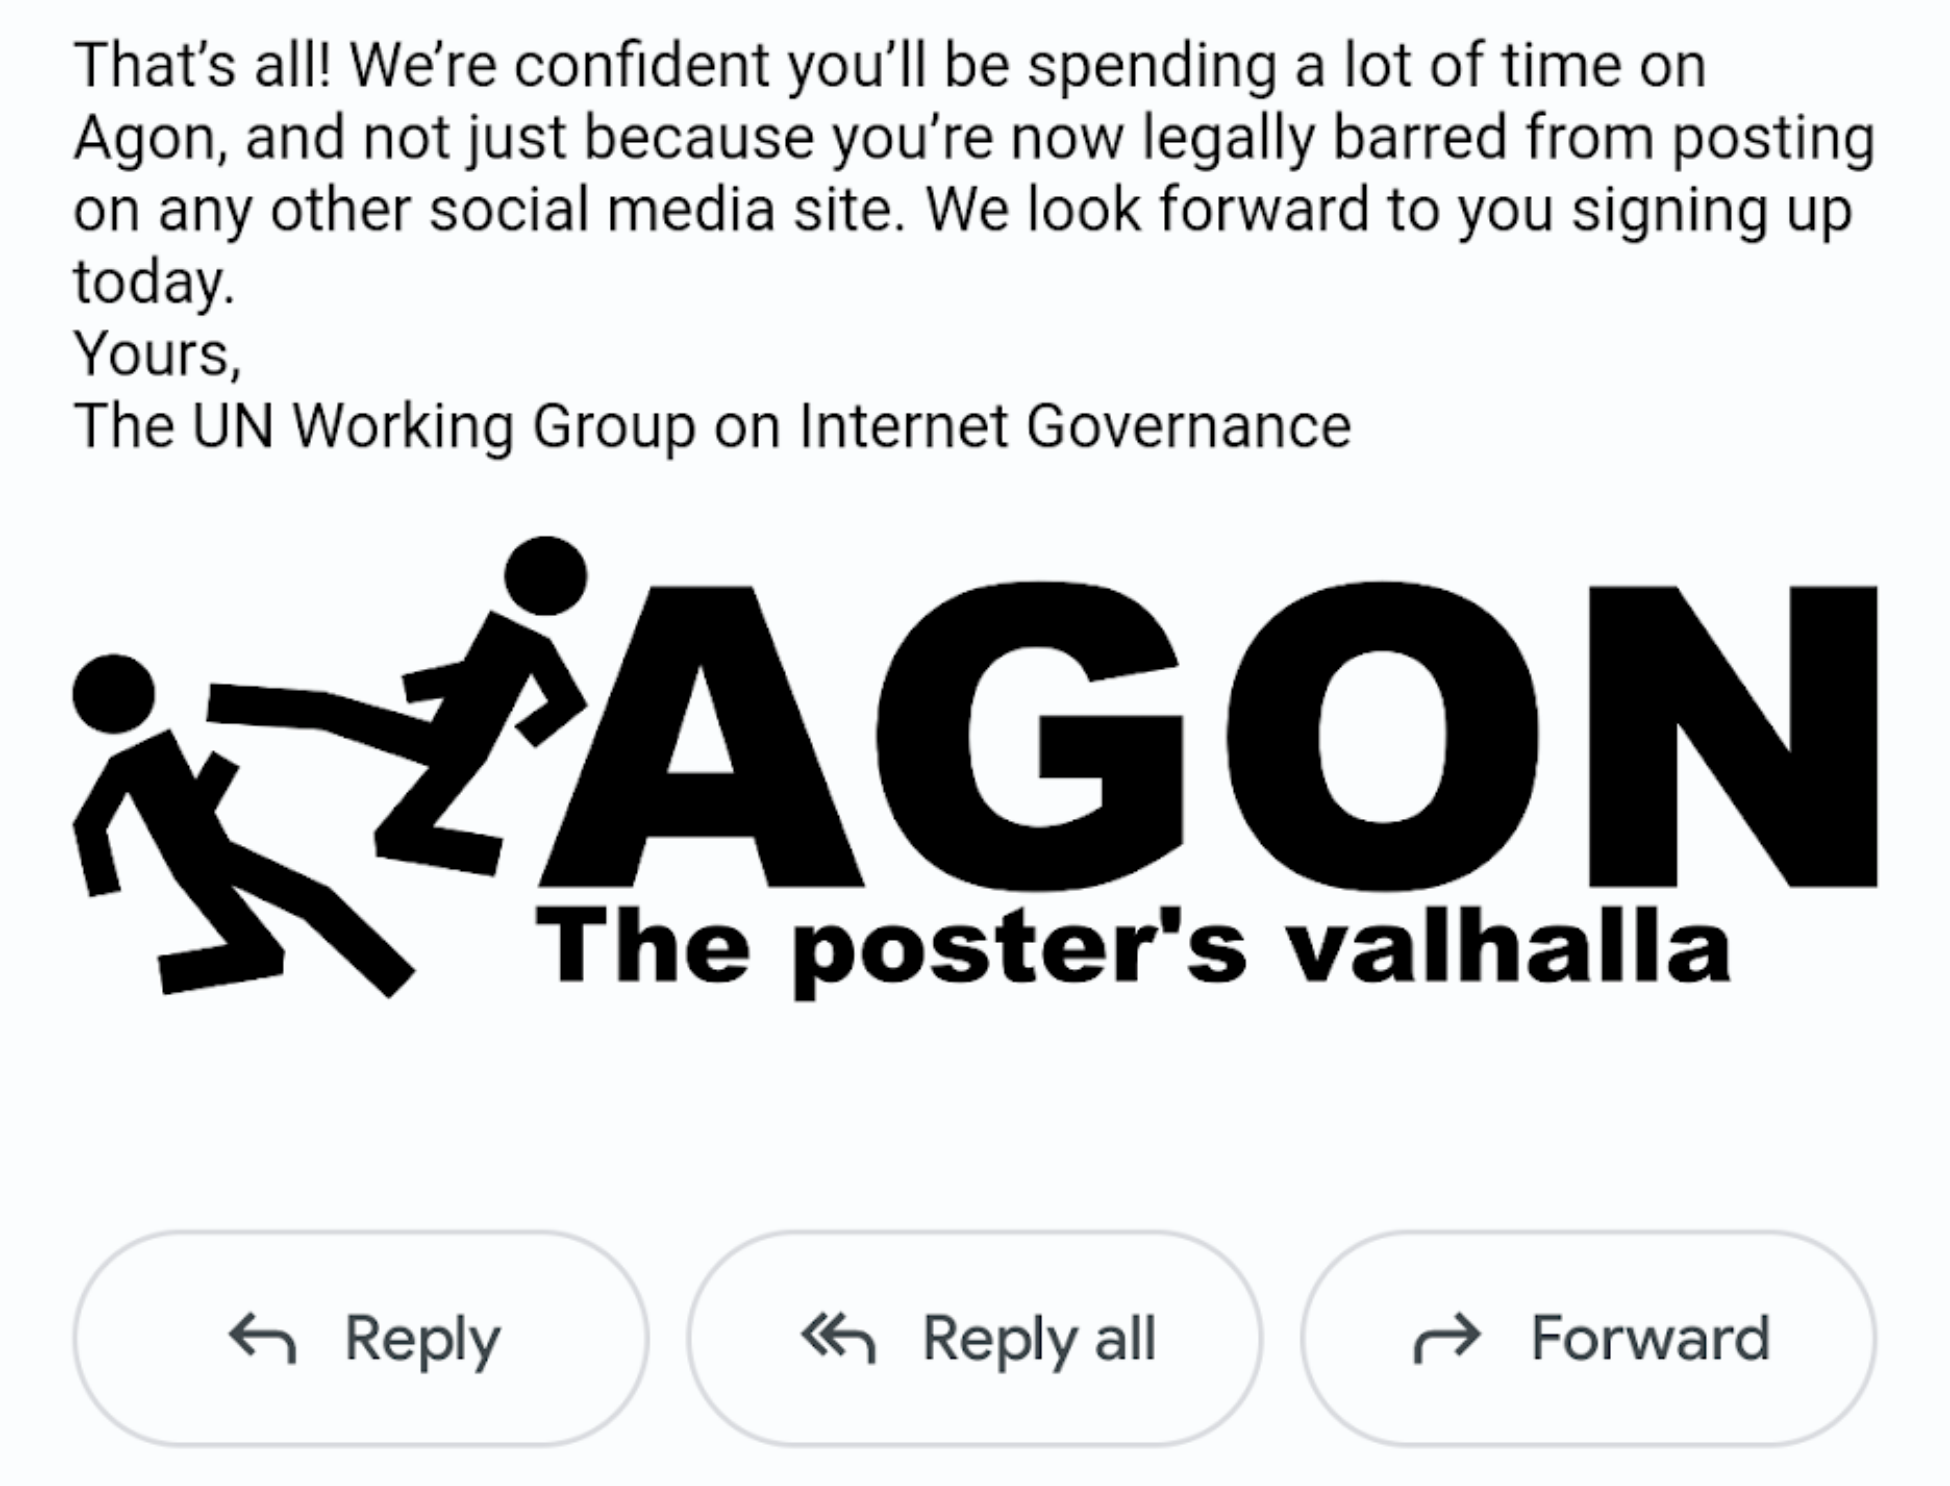 That’s all! We’re confident you’ll be spending a lot of time on
Agon, and not just because you’re now legally barred from posting
on any other social media site. We look forward to you signing up
today.
Yours,
The UN Working Group on Internet Governance
AGON
The poster's valhalla
Reply
Reply all
Forward